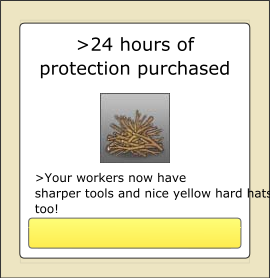 >24 hours of
protection purchased
>Your workers now have
sharper tools and nice yellow hard hats
too!